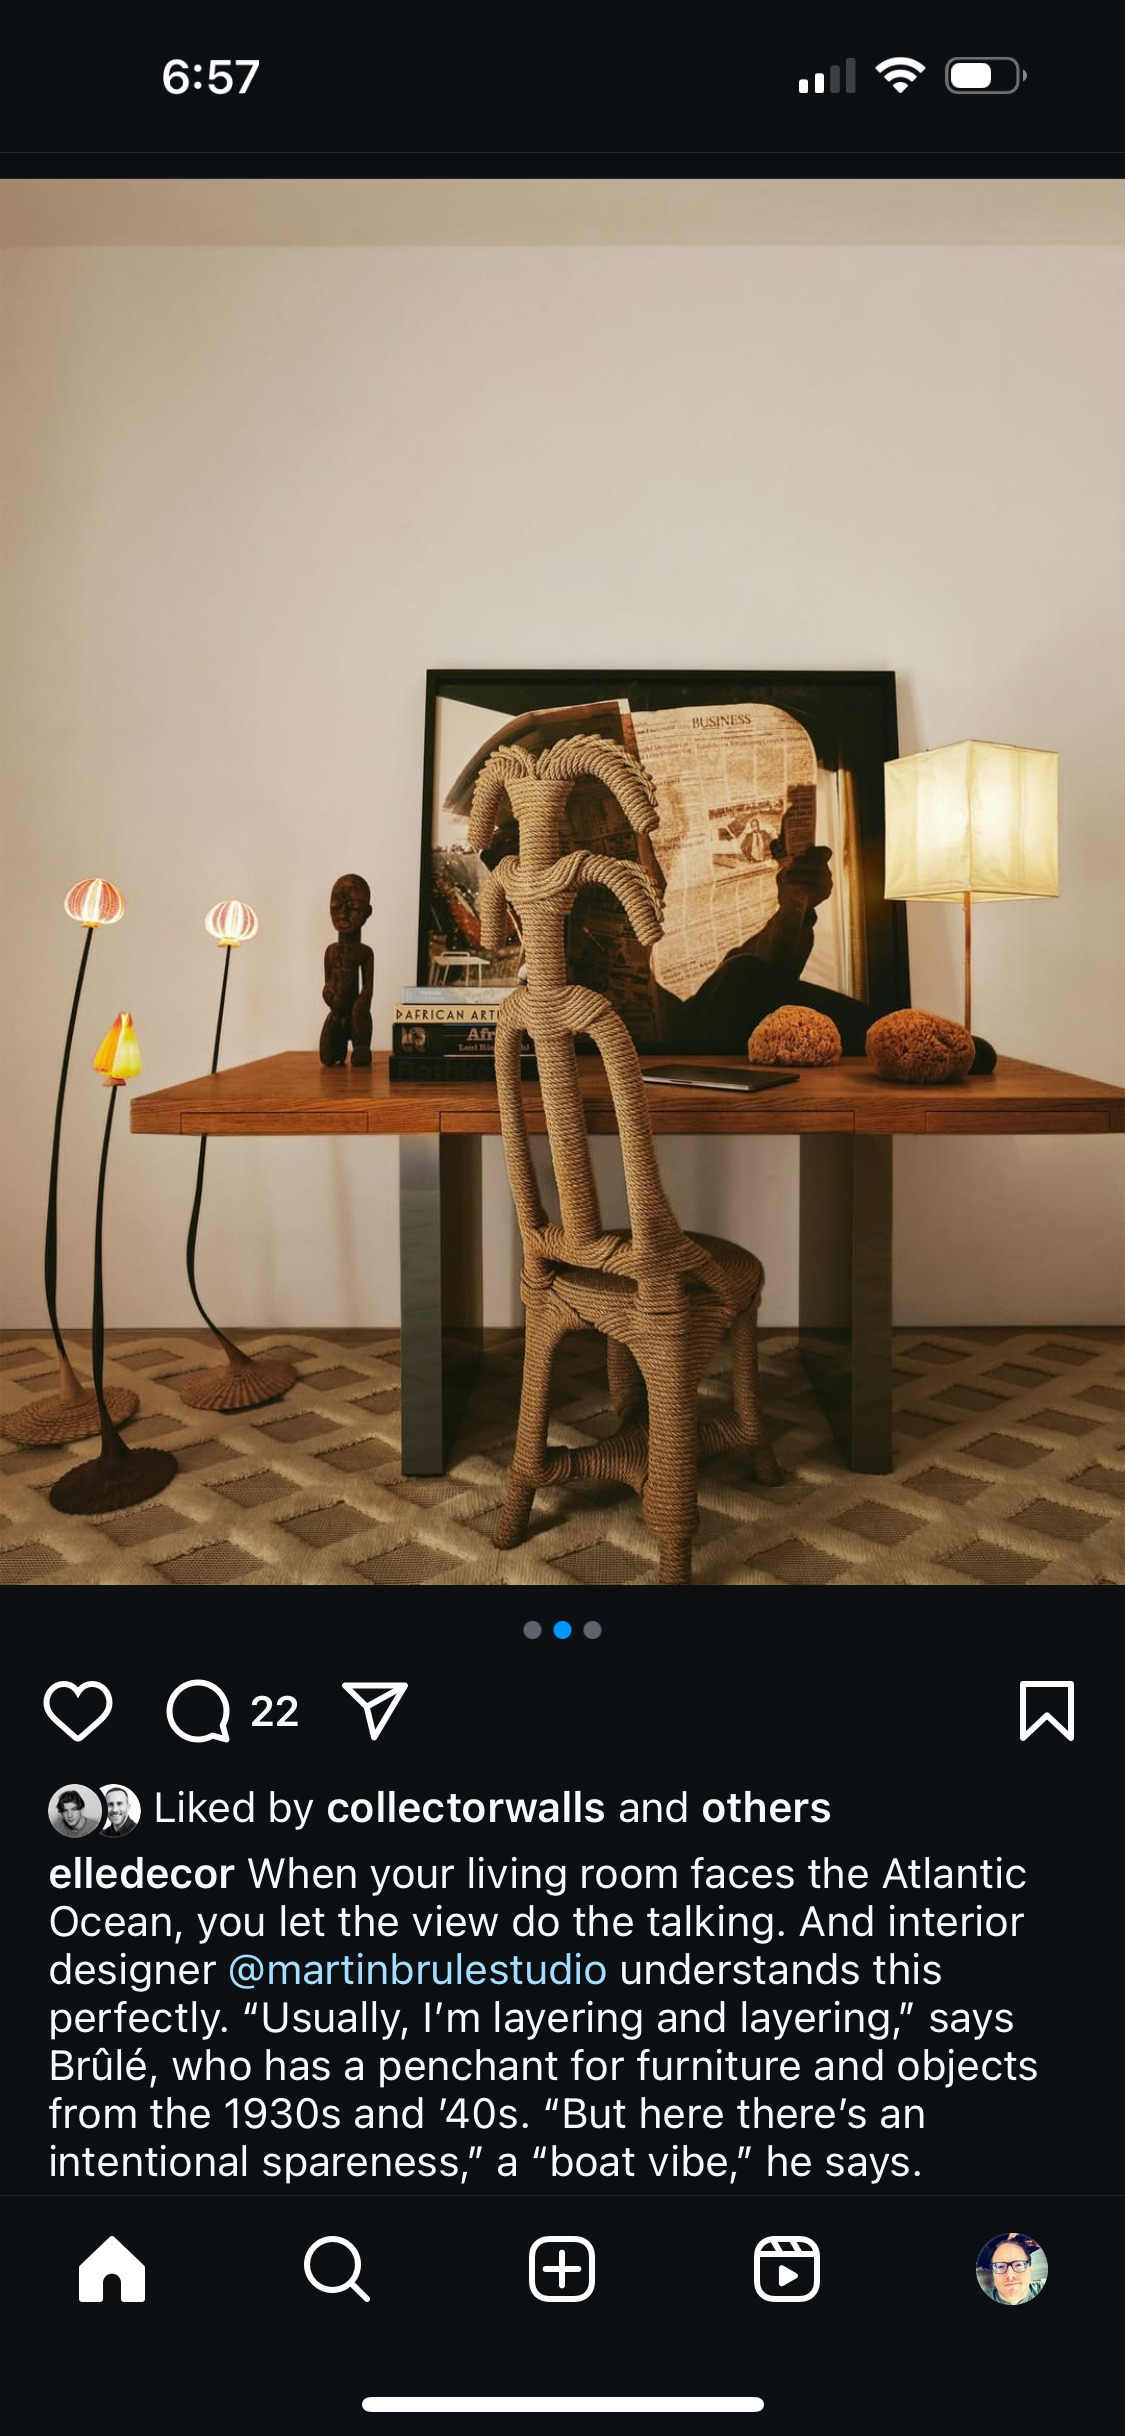 6:57
BUSINESS
AFRICAN ART
Afr
Leni Rie
Rothko
22
Liked by collectorwalls and others
elledecor When your living room faces the Atlantic
Ocean, you let the view do the talking. And interior
designer @martinbrulestudio understands this
perfectly. “Usually, I’m layering and layering,” says
Brûlé, who has a penchant for furniture and objects
from the 1930s and ’40s. “But here there’s an
intentional spareness,” a “boat vibe,” he says.